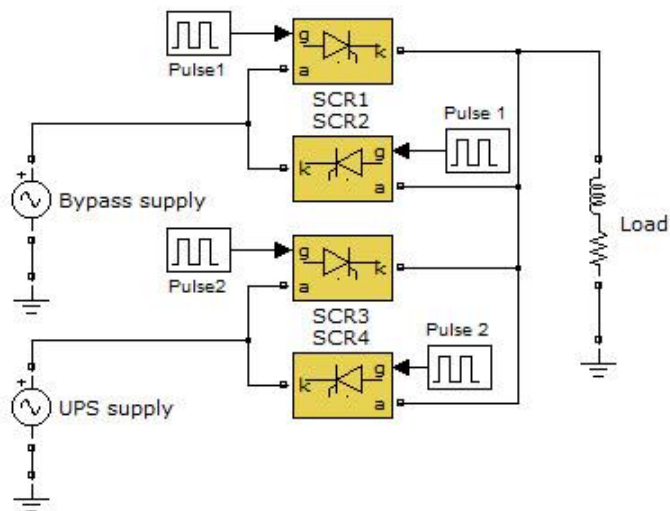 g
k
Pulse1
a
SCR1
SCR2
Pulse 1
k
g
a
+
Bypass supply
Load
g
k
Pulse2
a
SCR3
SCR4
Pulse 2
k
g
a
+
UPS supply